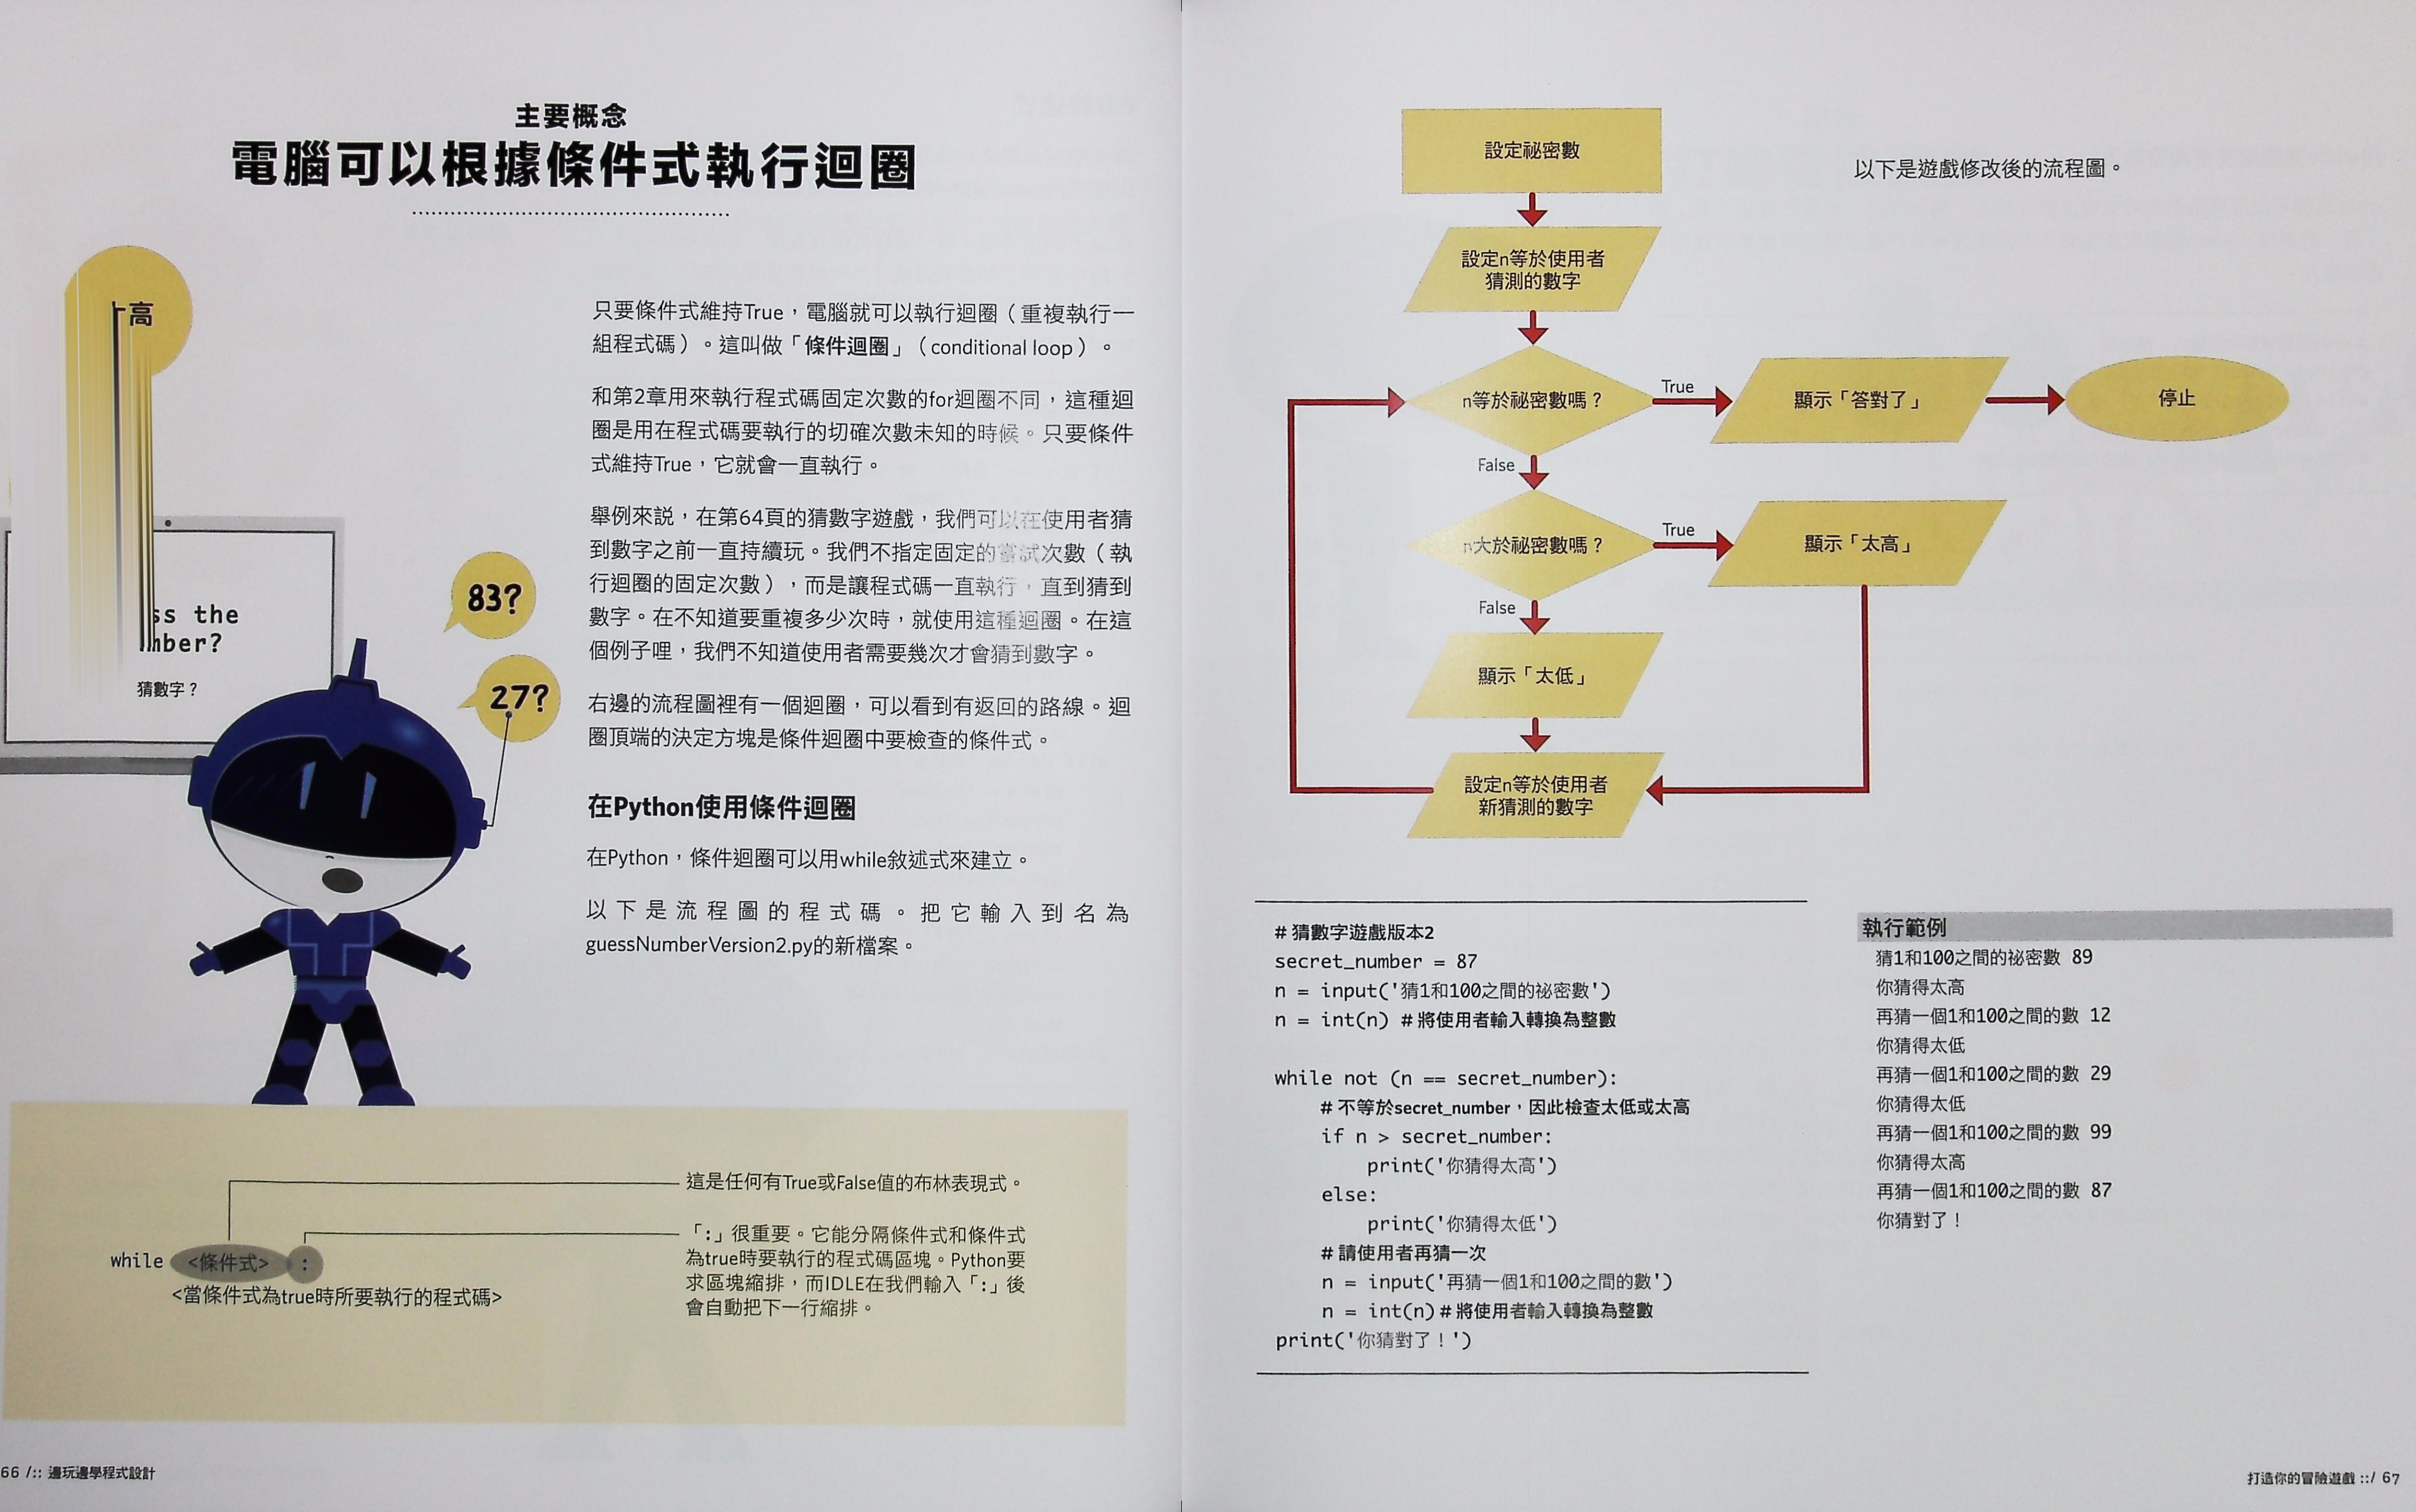 主要概念
電腦可以根據條件式執行迴圈
高
ss the
mber?
猜數字？
83?
27?
只要條件式維持True，電腦就可以執行迴圈（重複執行一
組程式碼）。這叫做「條件迴圈」（conditional loop）。
和第2章用來執行程式碼固定次數的for迴圈不同，這種迴
圈是用在程式碼要執行的切確次數未知的時候。只要條件
式維持True，它就會一直執行。
舉例來説，在第64頁的猜數字遊戲，我們可以在使用者猜
到數字之前一直持續玩。我們不指定固定的嘗試次數（執
行迴圈的固定次數），而是讓程式碼一直執行，直到猜到
數字。在不知道要重複多少次時，就使用這種迴圈。在這
個例子哩，我們不知道使用者需要幾次才會猜到數字。
右邊的流程圖裡有一個迴圈，可以看到有返回的路線。迴
圈頂端的決定方塊是條件迴圈中要檢查的條件式。
在Python使用條件迴圈
在Python，條件迴圈可以用while敘述式來建立。
以下是流程圖的程式碼。把它輸入到名為
guessNumberVersion2.py的新檔案。
while <條件式> :
<當條件式為true時所要執行的程式碼>
這是任何有True或False值的布林表現式。
「:」很重要。它能分隔條件式和條件式
為true時要執行的程式碼區塊。Python要
求區塊縮排，而IDLE在我們輸入「:」後
會自動把下一行縮排。
66 /:: 邊玩邊學程式設計
設定祕密數
以下是遊戲修改後的流程圖。
設定n等於使用者
猜測的數字
n等於祕密數嗎？
True
顯示「答對了」
停止
False
n大於祕密數嗎？
True
顯示「太高」
False
顯示「太低」
設定n等於使用者
新猜測的數字
# 猜數字遊戲版本2
secret_number = 87
n = input('猜1和100之間的祕密數')
n = int(n) # 將使用者輸入轉換為整數
while not (n == secret_number):
# 不等於secret_number，因此檢查太低或太高
if n > secret_number:
print('你猜得太高')
else:
print('你猜得太低')
# 請使用者再猜一次
n = input('再猜一個1和100之間的數')
n = int(n) # 將使用者輸入轉換為整數
print('你猜對了！')
執行範例
猜1和100之間的祕密數 89
你猜得太高
再猜一個1和100之間的數 12
你猜得太低
再猜一個1和100之間的數 29
你猜得太低
再猜一個1和100之間的數 99
你猜得太高
再猜一個1和100之間的數 87
你猜對了！
打造你的冒險遊戲 ::/ 67